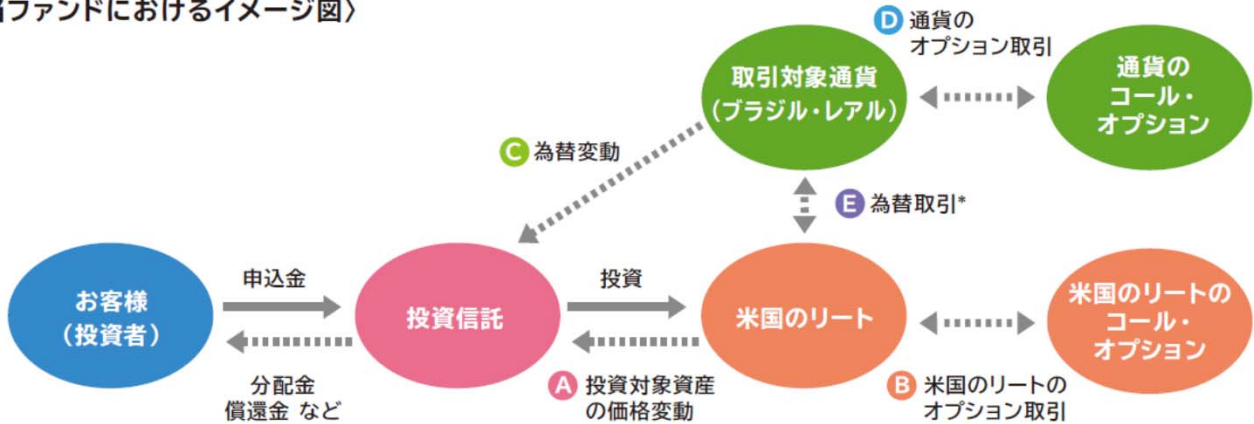 ファンドにおけるイメージ図〉
D 通貨の
オプション取引
取引対象通貨
（ブラジル・レアル）
通貨の
コール・
オプション
C 為替変動
E 為替取引*
お客様
（投資者）
申込金
分配金
償還金 など
投資信託
投資
A 投資対象資産
の価格変動
米国のリート
B 米国のリートの
オプション取引
米国のリートの
コール・
オプション